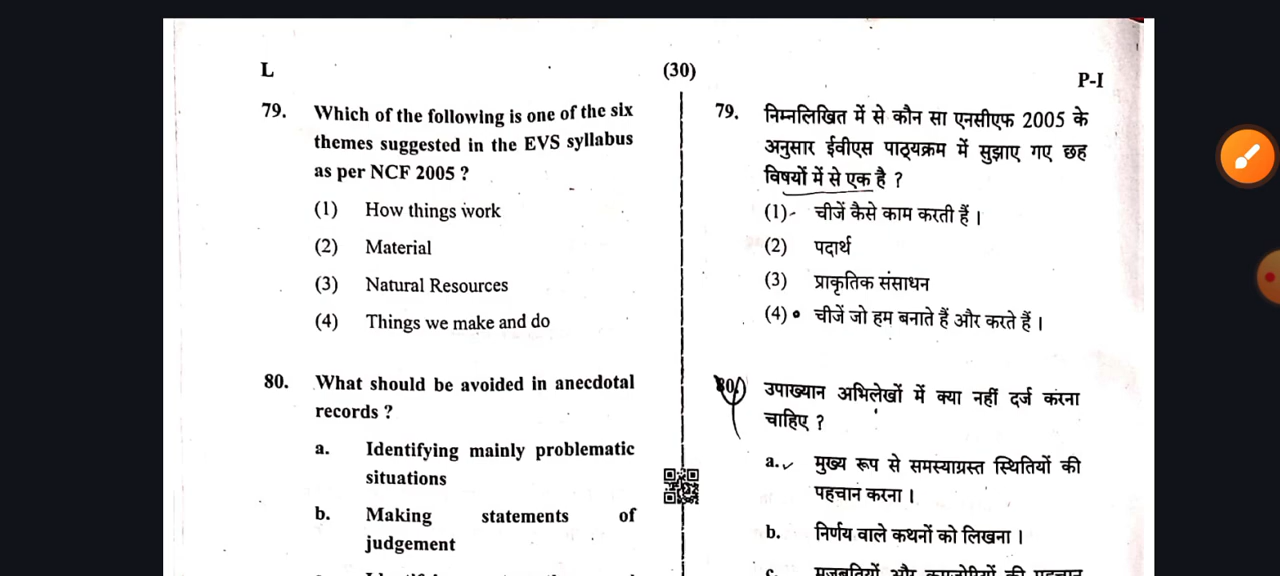 L
(30)
P-I
79. Which of the following is one of the six
themes suggested in the EVS syllabus
as per NCF 2005 ?
(1) How things work
(2) Material
(3) Natural Resources
(4) Things we make and do
80. What should be avoided in anecdotal
records ?
a. Identifying mainly problematic
situations
b. Making statements of
judgement
79. निम्नलिखित में से कौन सा एनसीएफ 2005 के
अनुसार ईवीएस पाठ्यक्रम में सुझाए गए छह
विषयों में से एक है ?
(1) चीजें कैसे काम करती हैं ।
(2) पदार्थ
(3) प्राकृतिक संसाधन
(4) चीजें जो हम बनाते हैं और करते हैं ।
80. उपाख्यान अभिलेखों में क्या नहीं दर्ज करना
चाहिए ?
a. मुख्य रूप से समस्याग्रस्त स्थितियों की
पहचान करना ।
b. निर्णय वाले कथनों को लिखना ।
c. मजबूतियों और कमजोरियों की पहचान